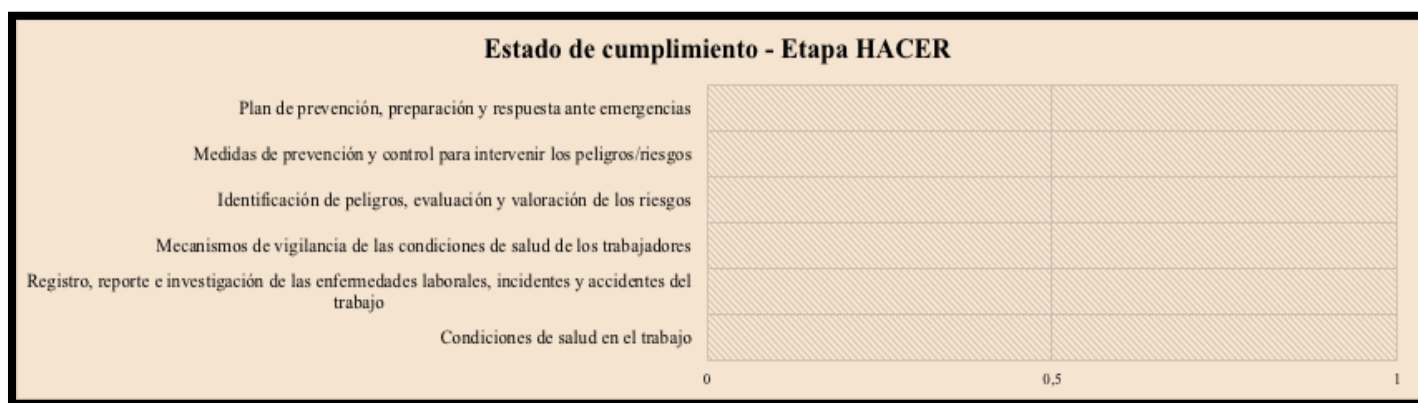 Estado de cumplimiento - Etapa HACER
Plan de prevención, preparación y respuesta ante emergencias
Medidas de prevención y control para intervenir los peligros/riesgos
Identificación de peligros, evaluación y valoración de los riesgos
Mecanismos de vigilancia de las condiciones de salud de los trabajadores
Registro, reporte e investigación de las enfermedades laborales, incidentes y accidentes del
trabajo
Condiciones de salud en el trabajo
0 0,5 1